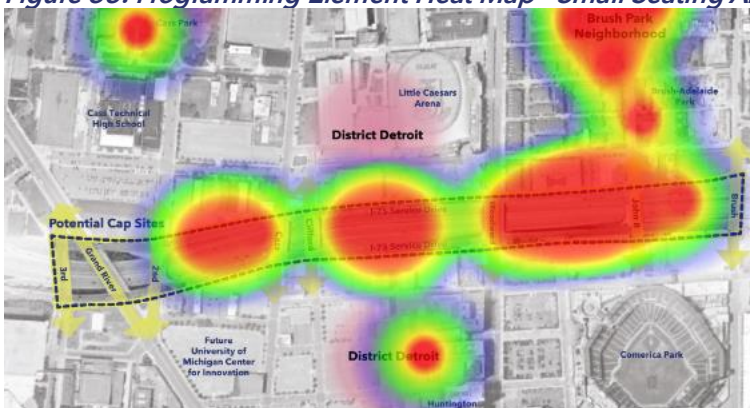 Figure 60: Programming Element Heat Map - Small Seating
Cass Park
Brush Park
Neighborhood
Little Caesars
Arena
Brush-Adelaide
Park
Cass Technical
High School
District Detroit
Potential Cap Sites
I-75 Service Drive
I-75 Service Drive
Cass
Clifford
Woodward
John R
Brush
3rd
Grand River
2nd
Future
University of
Michigan Center
for Innovation
District Detroit
Comerica Park
Huntington